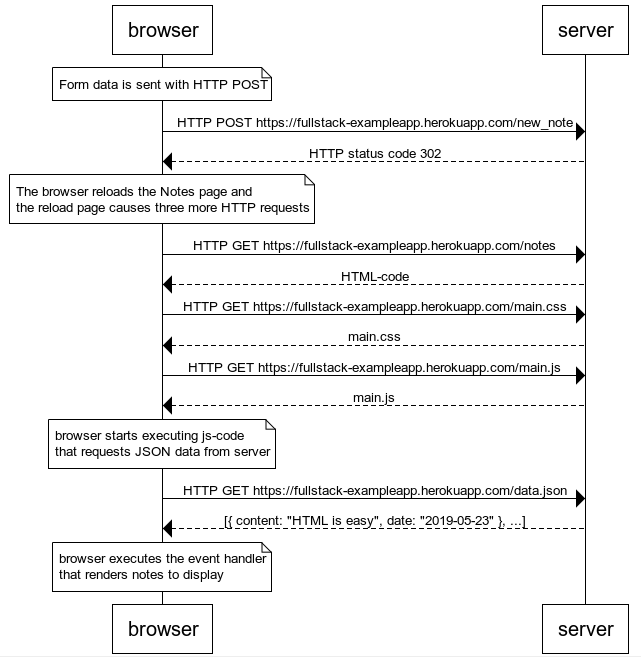 browser
server
Form data is sent with HTTP POST
HTTP POST https://fullstack-exampleapp.herokuapp.com/new_note
HTTP status code 302
The browser reloads the Notes page and
the reload page causes three more HTTP requests
HTTP GET https://fullstack-exampleapp.herokuapp.com/notes
HTML-code
HTTP GET https://fullstack-exampleapp.herokuapp.com/main.css
main.css
HTTP GET https://fullstack-exampleapp.herokuapp.com/main.js
main.js
browser starts executing js-code
that requests JSON data from server
HTTP GET https://fullstack-exampleapp.herokuapp.com/data.json
[{ content: "HTML is easy", date: "2019-05-23" }, ...]
browser executes the event handler
that renders notes to display
browser
server